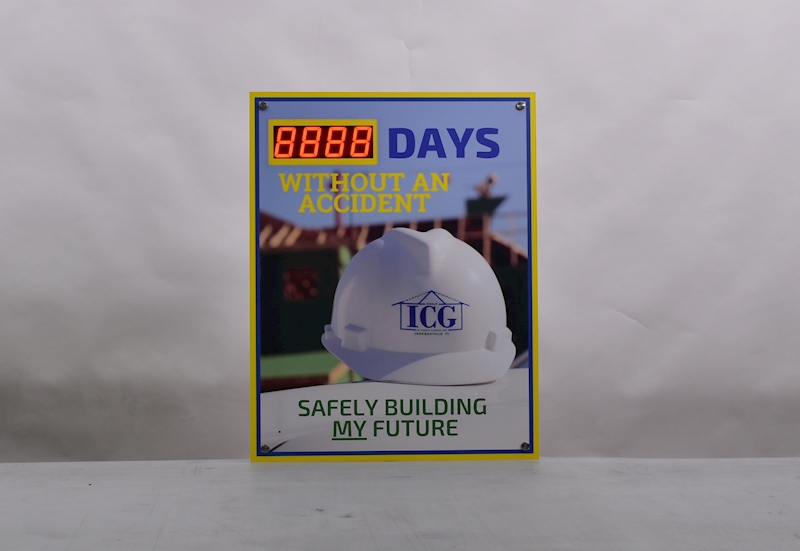 8888 DAYS
WITHOUT AN
ACCIDENT
ICG
SAFELY BUILDING
MY FUTURE